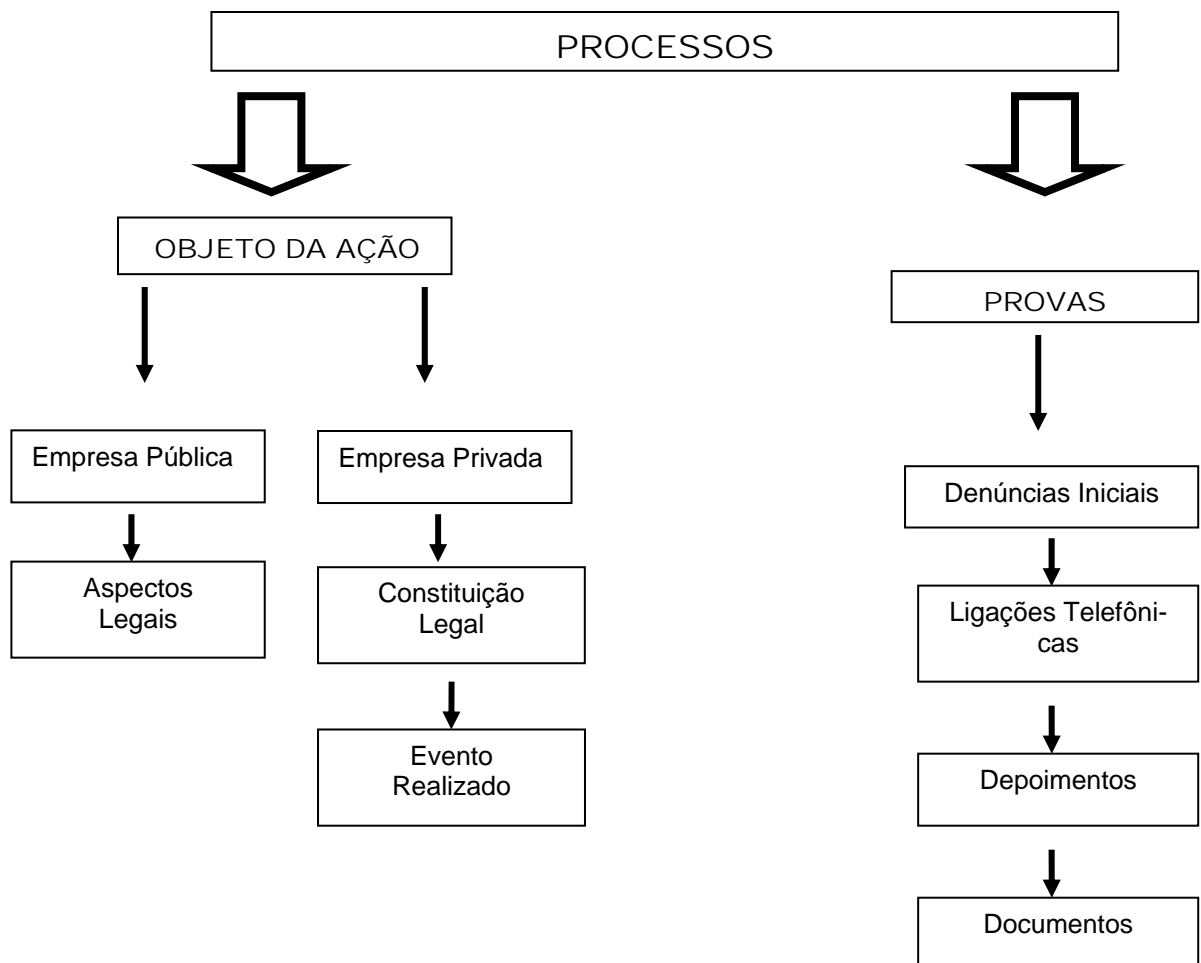 PROCESSOS
OBJETO DA AÇÃO
PROVAS
Empresa Pública
Empresa Privada
Denúncias Iniciais
Aspectos
Legais
Constituição
Legal
Ligações Telefôni-
cas
Evento
Realizado
Depoimentos
Documentos